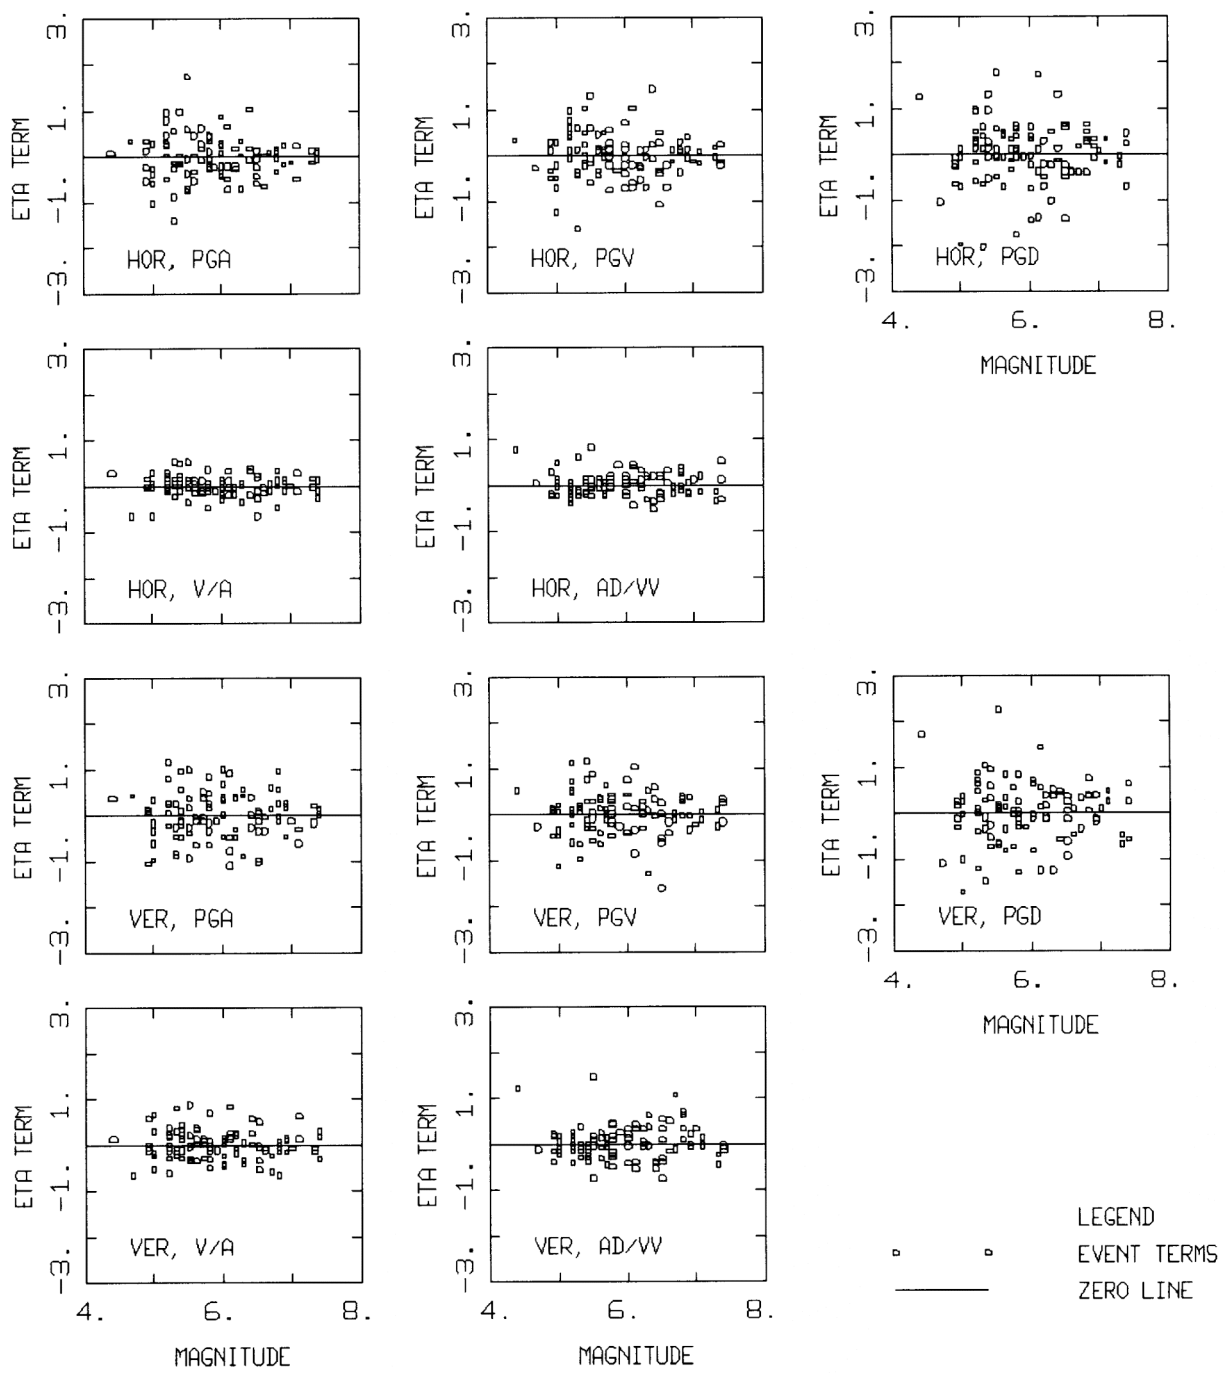 3.
1.
-1.
-3.
ETA TERM
HOR, PGA
3.
1.
-1.
-3.
ETA TERM
HOR, PGV
3.
1.
-1.
-3.
ETA TERM
HOR, PGD
4.
6.
8.
MAGNITUDE
3.
1.
-1.
-3.
ETA TERM
HOR, V/A
3.
1.
-1.
-3.
ETA TERM
HOR, AD/VV
3.
1.
-1.
-3.
ETA TERM
VER, PGA
3.
1.
-1.
-3.
ETA TERM
VER, PGV
3.
1.
-1.
-3.
ETA TERM
VER, PGD
4.
6.
8.
MAGNITUDE
3.
1.
-1.
-3.
ETA TERM
VER, V/A
4.
6.
8.
MAGNITUDE
3.
1.
-1.
-3.
ETA TERM
VER, AD/VV
4.
6.
8.
MAGNITUDE
LEGEND
EVENT TERMS
ZERO LINE